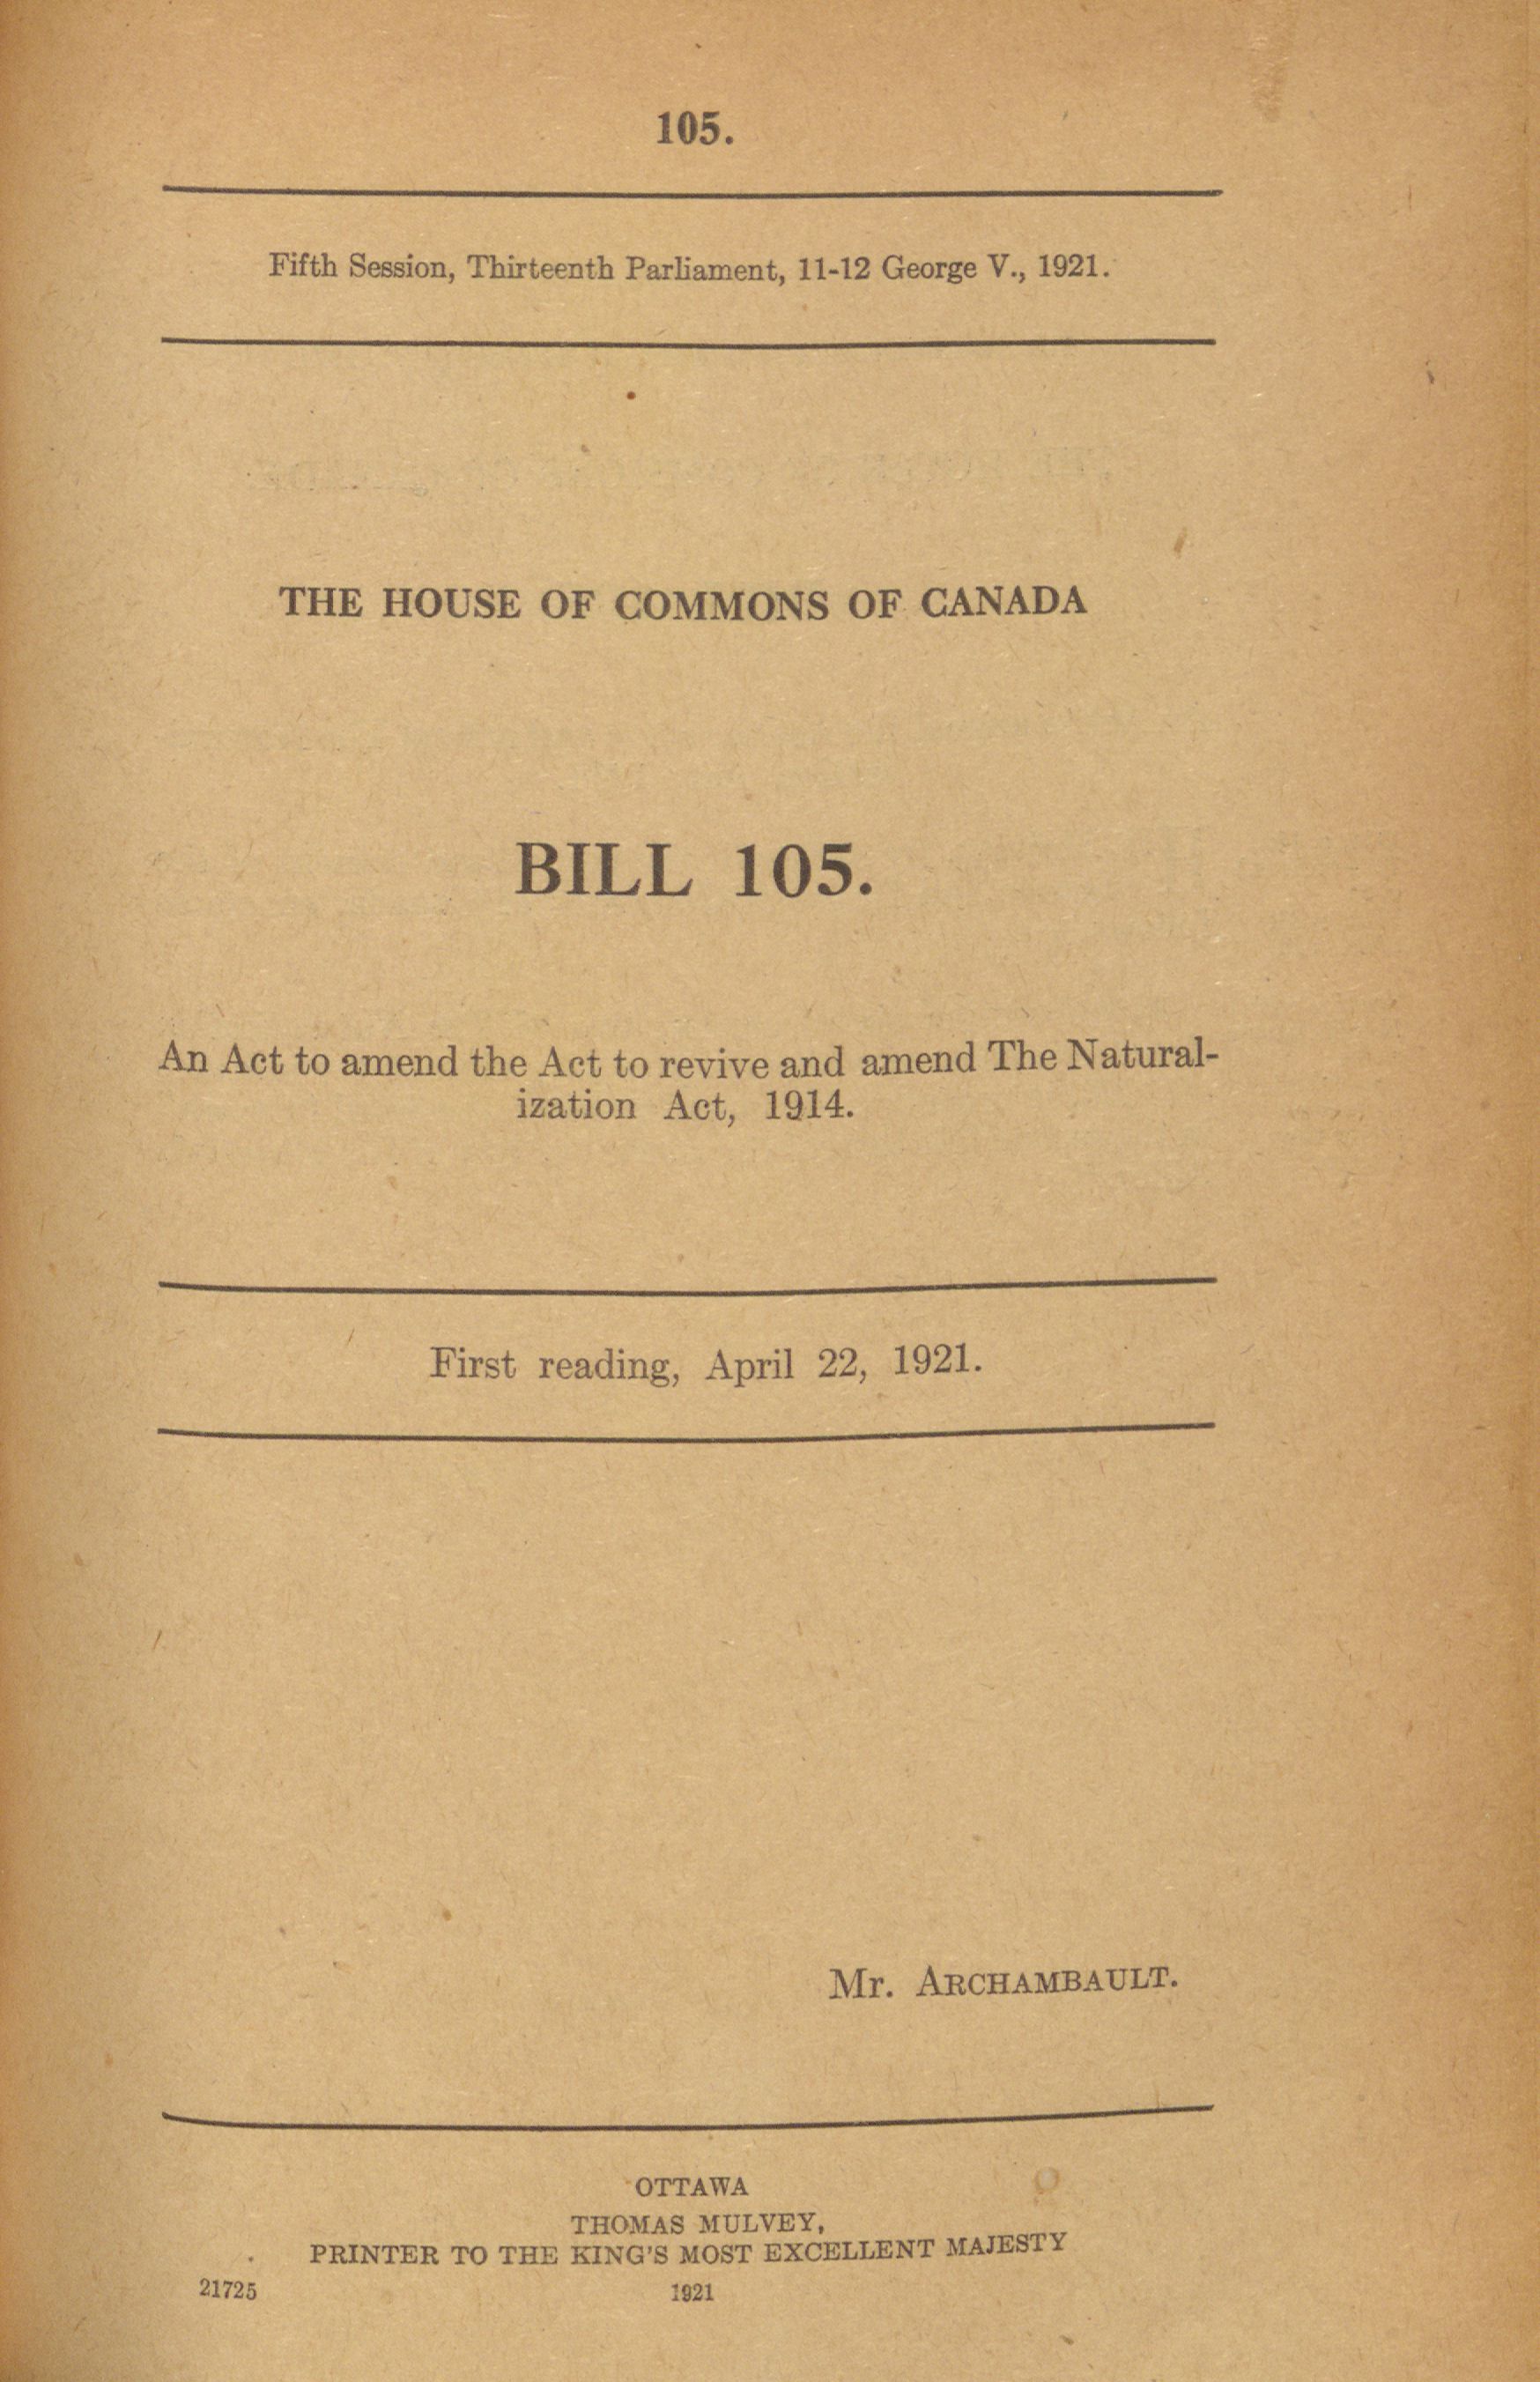 105.
Fifth Session, Thirteenth Parliament, 11-12 George V., 1921.
THE HOUSE OF COMMONS OF CANADA
BILL 105.
An Act to amend the Act to revive and amend The Natural-
ization Act, 1914.
First reading, April 22, 1921.
Mr. ARCHAMBAULT.
OTTAWA
THOMAS MULVEY,
PRINTER TO THE KING'S MOST EXCELLENT MAJESTY
21725 1921